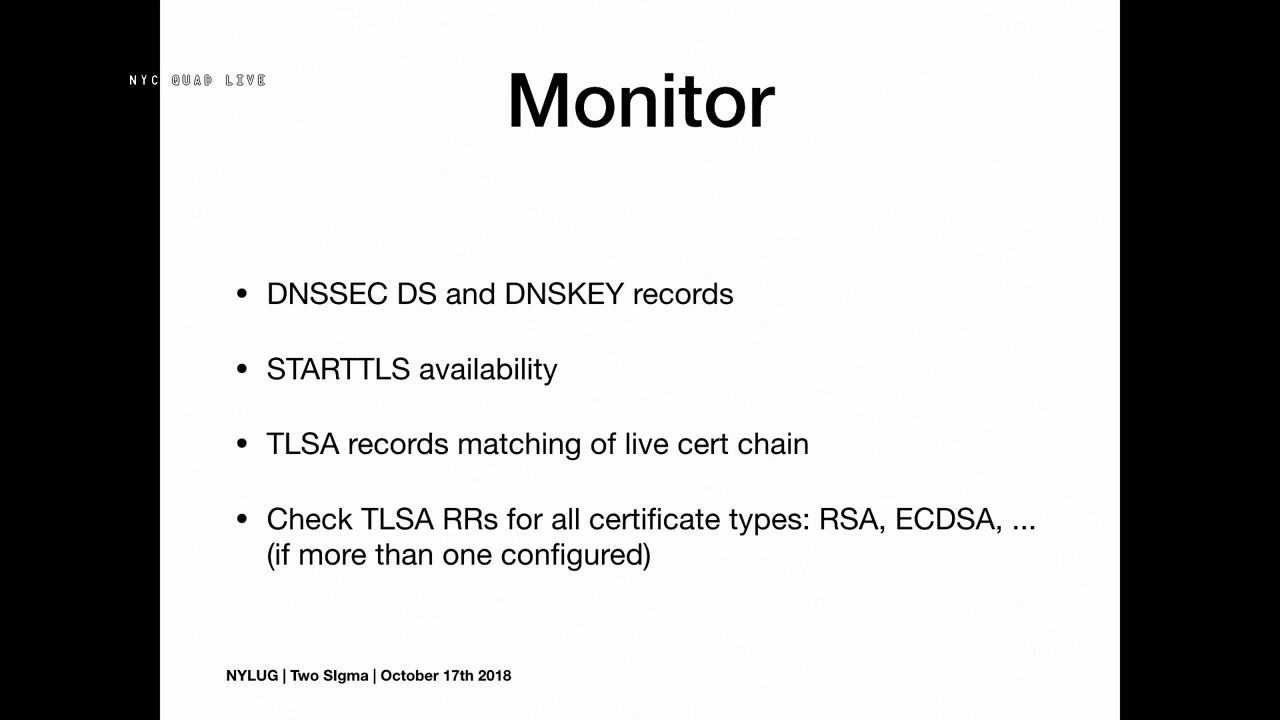 NYC QUAD LIVE
Monitor
• DNSSEC DS and DNSKEY records
• STARTTLS availability
• TLSA records matching of live cert chain
• Check TLSA RRs for all certificate types: RSA, ECDSA, ...
(if more than one configured)
NYLUG | Two SIgma | October 17th 2018